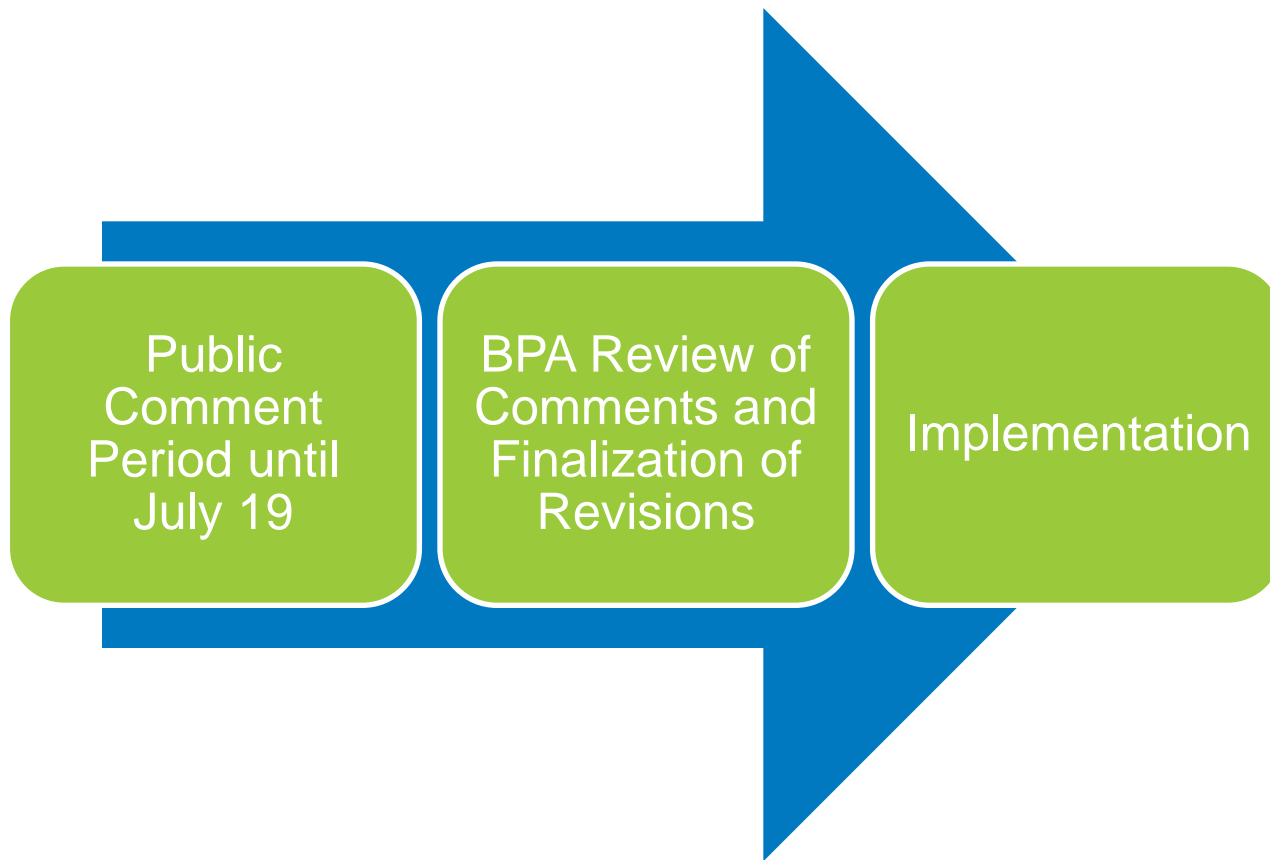 Public
Comment
Period until
July 19
BPA Review of
Comments and
Finalization of
Revisions
Implementation